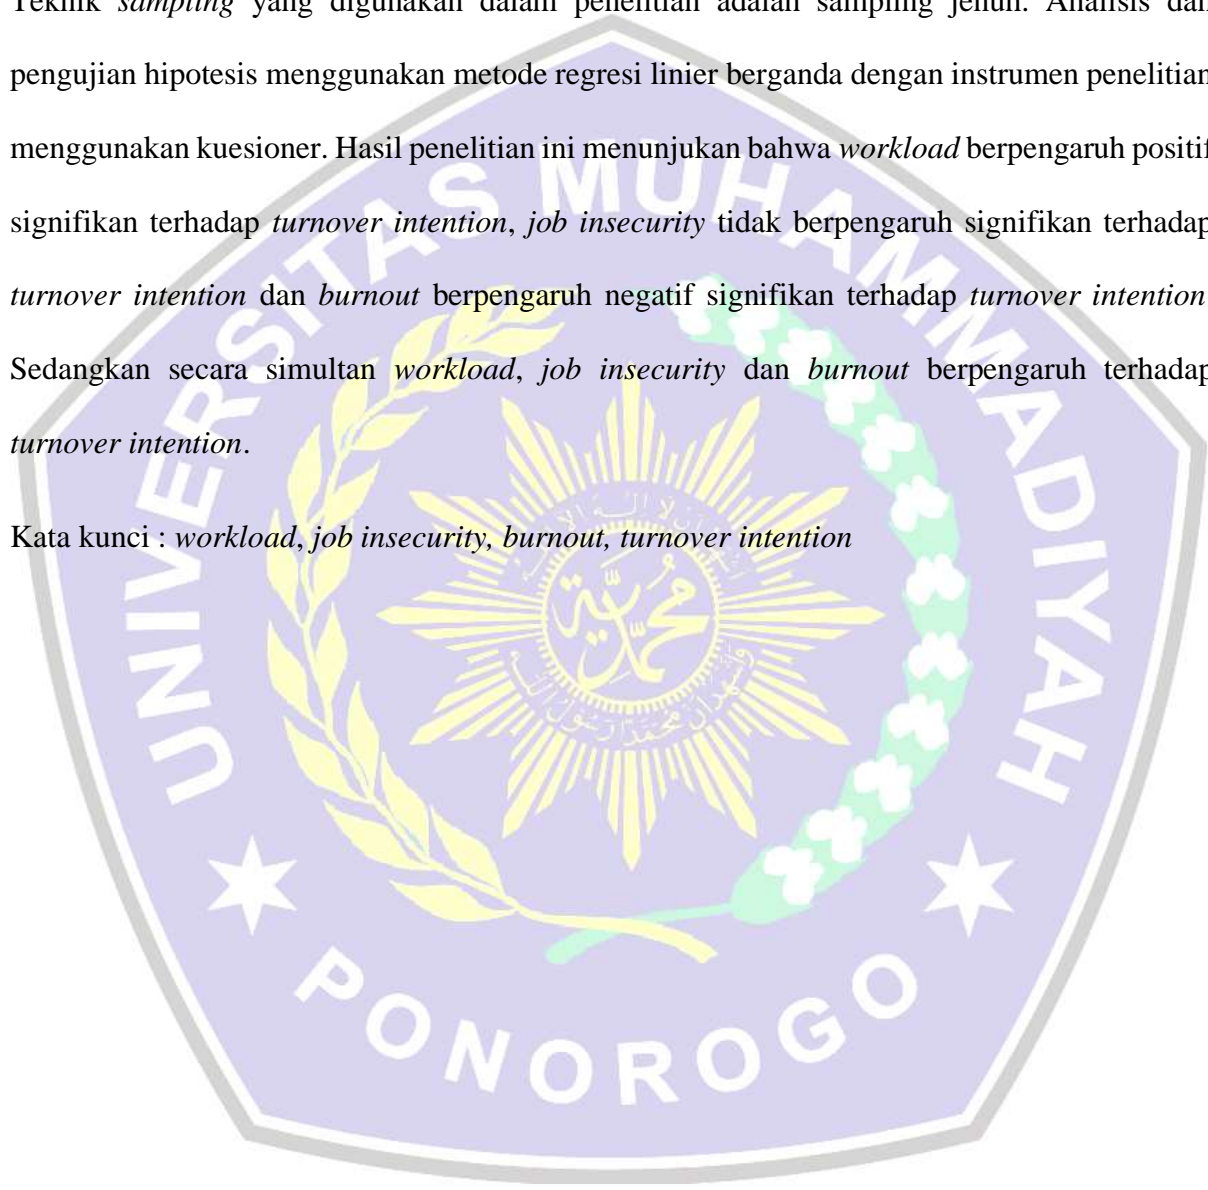 Teknik sampling yang digunakan dalam penelitian adalah sampling jenuh. Analisis dan
pengujian hipotesis menggunakan metode regresi linier berganda dengan instrumen penelitian
menggunakan kuesioner. Hasil penelitian ini menunjukan bahwa workload berpengaruh positif
signifikan terhadap turnover intention, job insecurity tidak berpengaruh signifikan terhadap
turnover intention dan burnout berpengaruh negatif signifikan terhadap turnover intention
Sedangkan secara simultan workload, job insecurity dan burnout berpengaruh terhadap
turnover intention.
Kata kunci : workload, job insecurity, burnout, turnover intention
UNIVERSITAS MUHAMMADIYAH
PONOROGO
محمدية